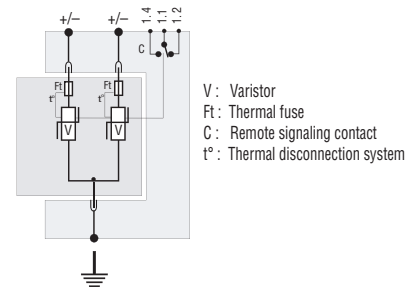 +/– +/– 1.4 1.1 1.2
C
Ft Ft
t° t°
V V
V : Varistor
Ft : Thermal fuse
C : Remote signaling contact
t° : Thermal disconnection system